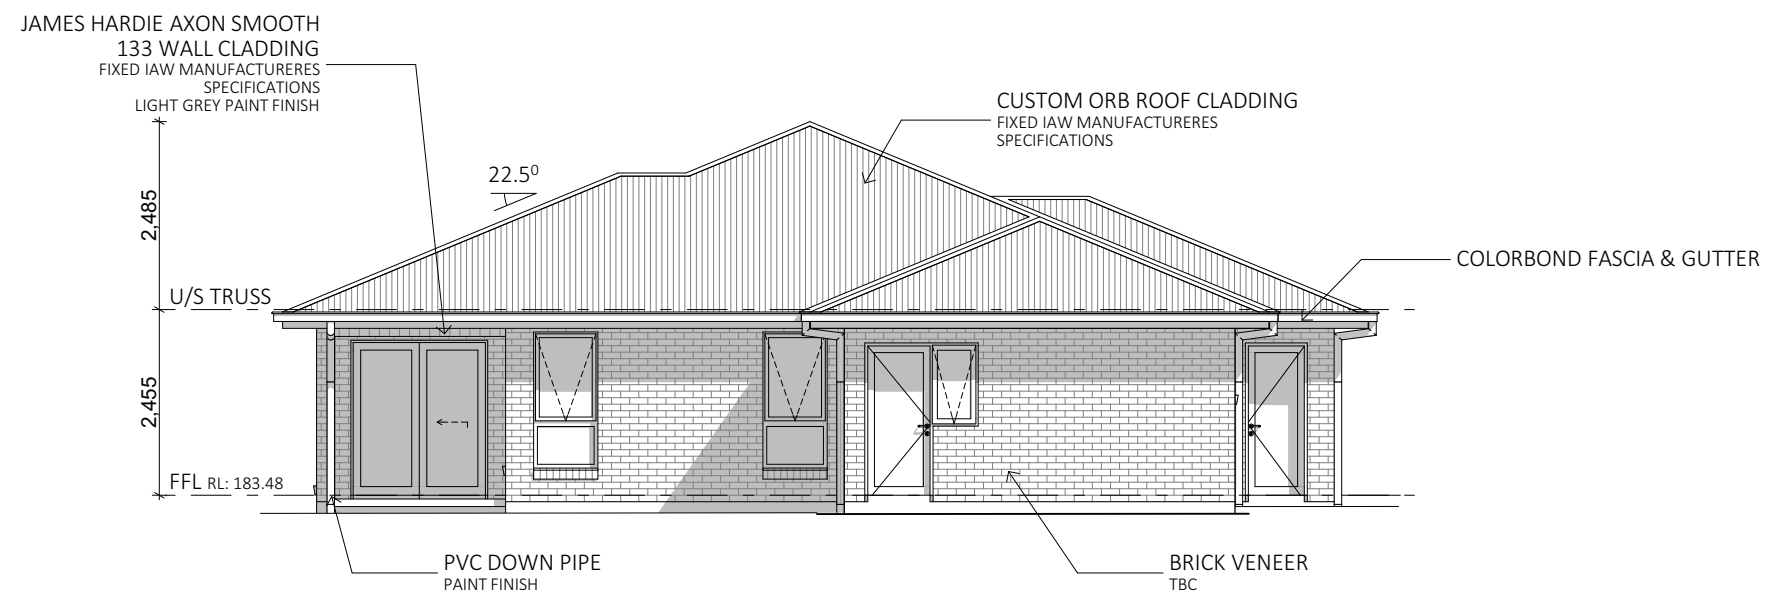 JAMES HARDIE AXON SMOOTH
133 WALL CLADDING
FIXED IAW MANUFACTURERES
SPECIFICATIONS
LIGHT GREY PAINT FINISH
CUSTOM ORB ROOF CLADDING
FIXED IAW MANUFACTURERES
SPECIFICATIONS
22.5⁰
2,485
COLORBOND FASCIA & GUTTER
U/S TRUSS
2,455
FFL RL: 183.48
PVC DOWN PIPE
PAINT FINISH
BRICK VENEER
TBC